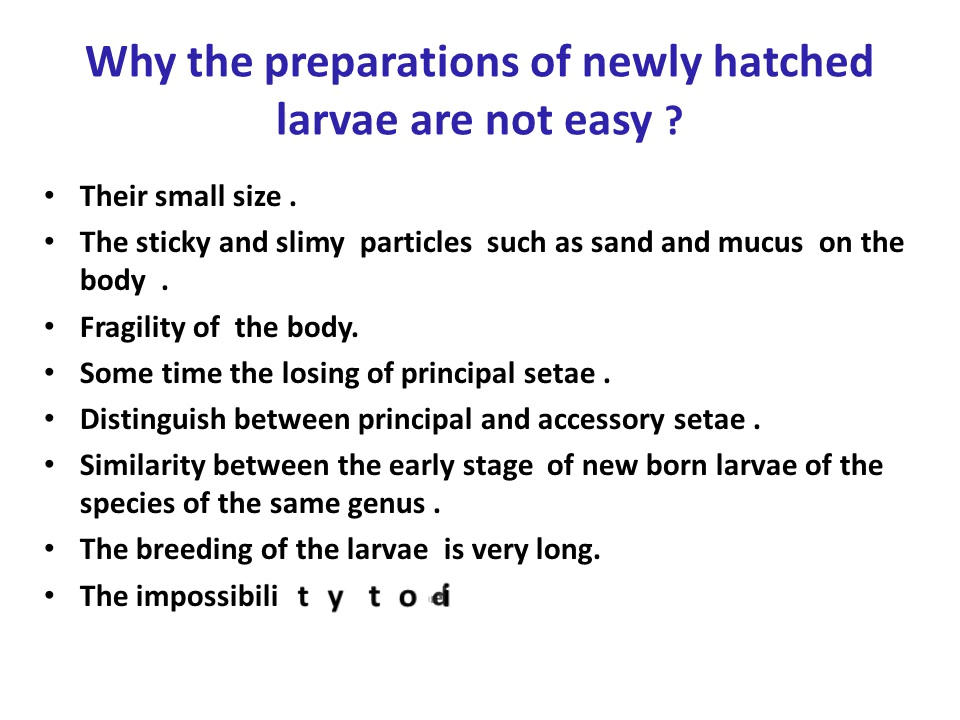 Why the preparations of newly hatched
larvae are not easy ?
• Their small size .
• The sticky and slimy particles such as sand and mucus on the
body .
• Fragility of the body.
• Some time the losing of principal setae .
• Distinguish between principal and accessory setae .
• Similarity between the early stage of new born larvae of the
species of the same genus .
• The breeding of the larvae is very long.
• The impossibili t y t o